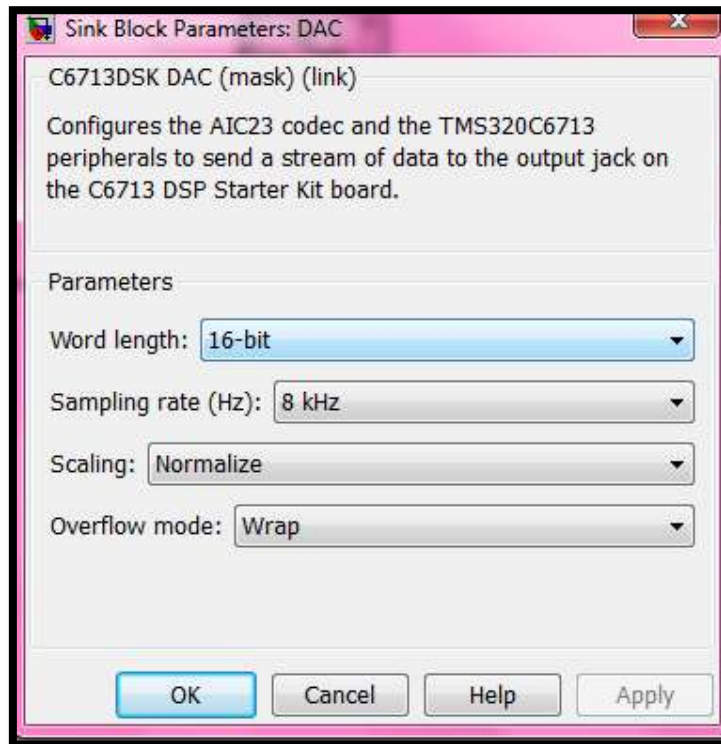 Sink Block Parameters: DAC
C6713DSK DAC (mask) (link)
Configures the AIC23 codec and the TMS320C6713
peripherals to send a stream of data to the output jack on
the C6713 DSP Starter Kit board.
Parameters
Word length: 16-bit
Sampling rate (Hz): 8 kHz
Scaling: Normalize
Overflow mode: Wrap
OK Cancel Help Apply